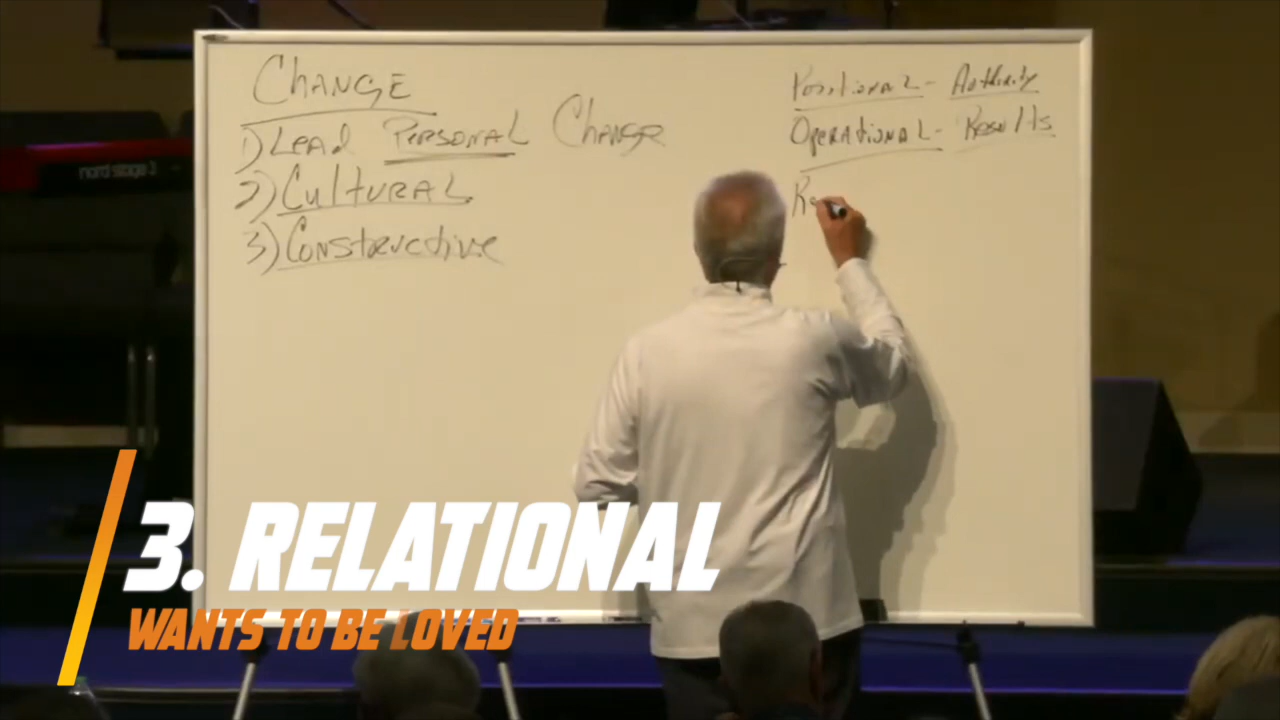 Change
1) Lead Personal Change
2) Cultural
3) Constructive
Positional - Authority
Operational - Results
Re
nord stage 3
3. RELATIONAL
WANTS TO BE LOVED